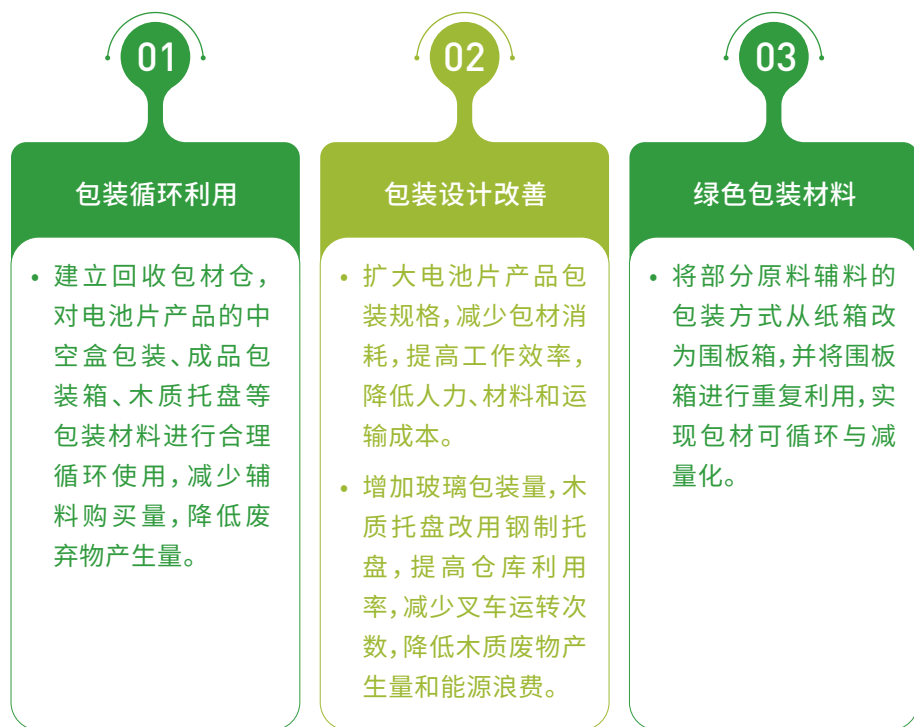 01
包装循环利用
• 建立回收包材仓，
对电池片产品的中
空盒包装、成品包
装箱、木质托盘等
包装材料进行合理
循环使用，减少辅
料购买量，降低废
弃物产生量。
02
包装设计改善
• 扩大电池片产品包
装规格，减少包材消
耗，提高工作效率，
降低人力、材料和运
输成本。
• 增加玻璃包装量，木
质托盘改用钢制托
盘，提高仓库利用
率，减少叉车运转次
数，降低木质废物产
生量和能源浪费。
03
绿色包装材料
• 将部分原料辅料的
包装方式从纸箱改
为围板箱，并将围板
箱进行重复利用，实
现包材可循环与减
量化。